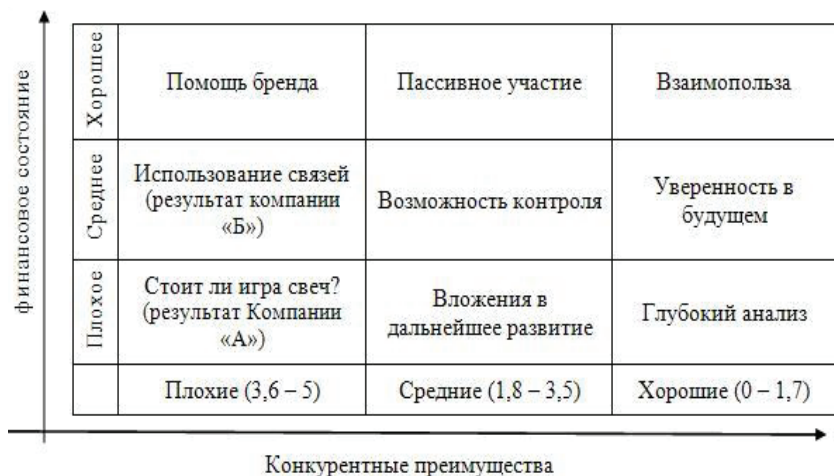 финансовое состояние
Хорошее
Помощь бренда
Пассивное участие
Взаимопольза
Среднее
Использование связей
(результат компании
«Б»)
Возможность контроля
Уверенность в
будущем
Плохое
Стоит ли игра свеч?
(результат Компании
«А»)
Вложения в
дальнейшее развитие
Глубокий анализ
Плохие (3,6 – 5)
Средние (1,8 – 3,5)
Хорошие (0 – 1,7)
Конкурентные преимущества